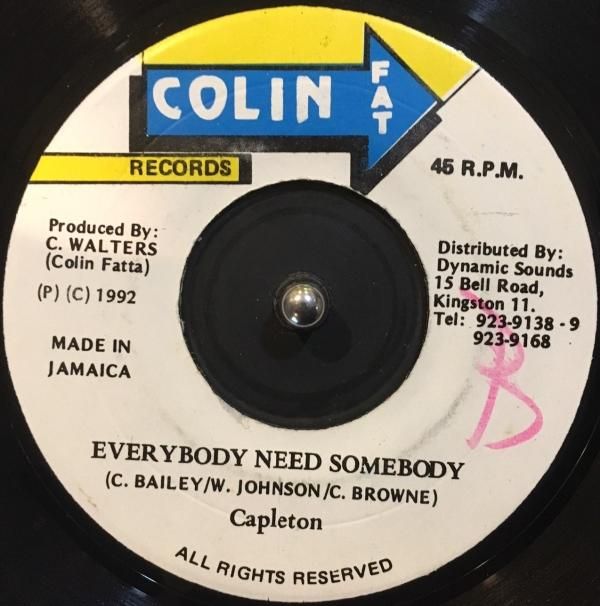 COLIN
FAT
RECORDS
45 R.P.M.
Produced By:
C. WALTERS
(Colin Fatta)
(P) (C) 1992
MADE IN
JAMAICA
Distributed By:
Dynamic Sounds
15 Bell Road,
Kingston 11.
Tel: 923-9138 - 9
923-9168
B
EVERYBODY NEED SOMEBODY
(C. BAILEY/W. JOHNSON/C. BROWNE)
Capleton
ALL RIGHTS RESERVED